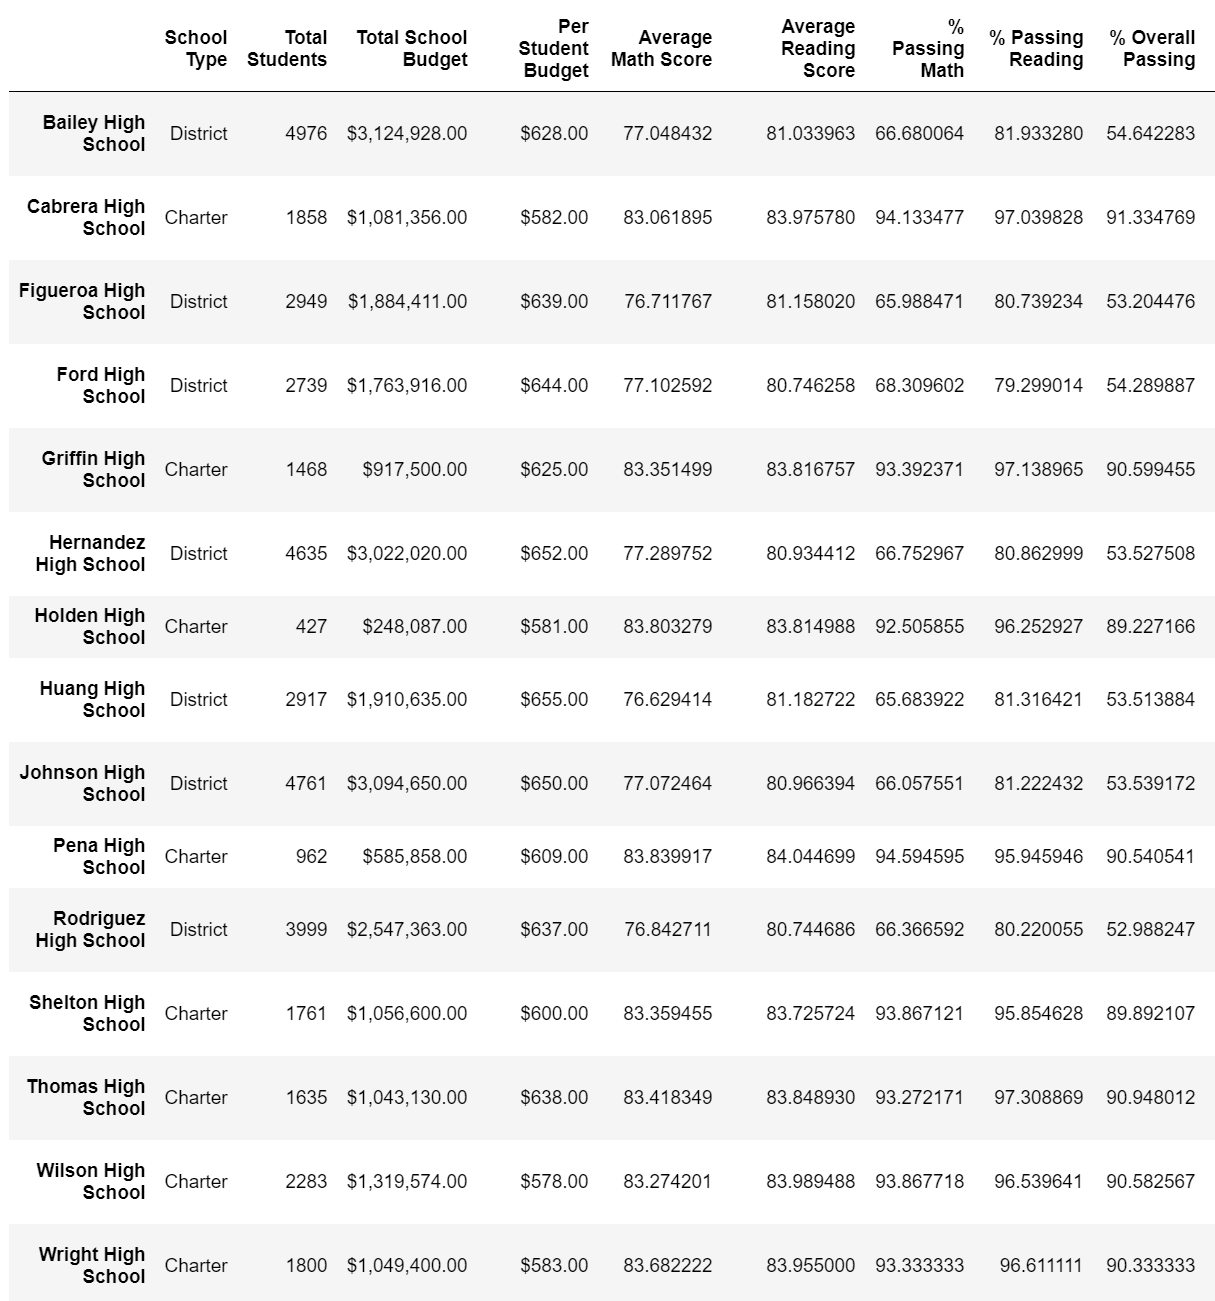 School Type Total Students Total School Budget Per Student Budget Average Math Score Average Reading Score % Passing Math % Passing Reading % Overall Passing
Bailey High School District 4976 $3,124,928.00 $628.00 77.048432 81.033963 66.680064 81.933280 54.642283
Cabrera High School Charter 1858 $1,081,356.00 $582.00 83.061895 83.975780 94.133477 97.039828 91.334769
Figueroa High School District 2949 $1,884,411.00 $639.00 76.711767 81.158020 65.988471 80.739234 53.204476
Ford High School District 2739 $1,763,916.00 $644.00 77.102592 80.746258 68.309602 79.299014 54.289887
Griffin High School Charter 1468 $917,500.00 $625.00 83.351499 83.816757 93.392371 97.138965 90.599455
Hernandez High School District 4635 $3,022,020.00 $652.00 77.289752 80.934412 66.752967 80.862999 53.527508
Holden High School Charter 427 $248,087.00 $581.00 83.803279 83.814988 92.505855 96.252927 89.227166
Huang High School District 2917 $1,910,635.00 $655.00 76.629414 81.182722 65.683922 81.316421 53.513884
Johnson High School District 4761 $3,094,650.00 $650.00 77.072464 80.966394 66.057551 81.222432 53.539172
Pena High School Charter 962 $585,858.00 $609.00 83.839917 84.044699 94.594595 95.945946 90.540541
Rodriguez High School District 3999 $2,547,363.00 $637.00 76.842711 80.744686 66.366592 80.220055 52.988247
Shelton High School Charter 1761 $1,056,600.00 $600.00 83.359455 83.725724 93.867121 95.854628 89.892107
Thomas High School Charter 1635 $1,043,130.00 $638.00 83.418349 83.848930 93.272171 97.308869 90.948012
Wilson High School Charter 2283 $1,319,574.00 $578.00 83.274201 83.989488 93.867718 96.539641 90.582567
Wright High School Charter 1800 $1,049,400.00 $583.00 83.682222 83.955000 93.333333 96.611111 90.333333